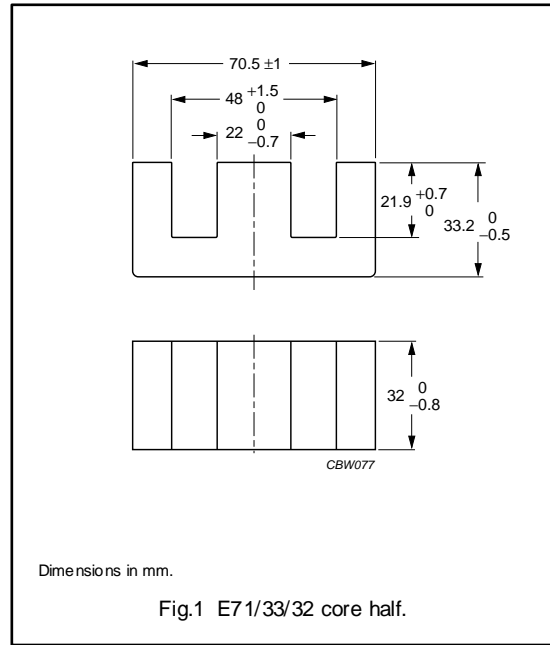 70.5 ±1
48 +1.5 0
22 0 −0.7
21.9 +0.7 0
33.2 0 −0.5
32 0 −0.8
CBW077
Dimensions in mm.
Fig.1 E71/33/32 core half.